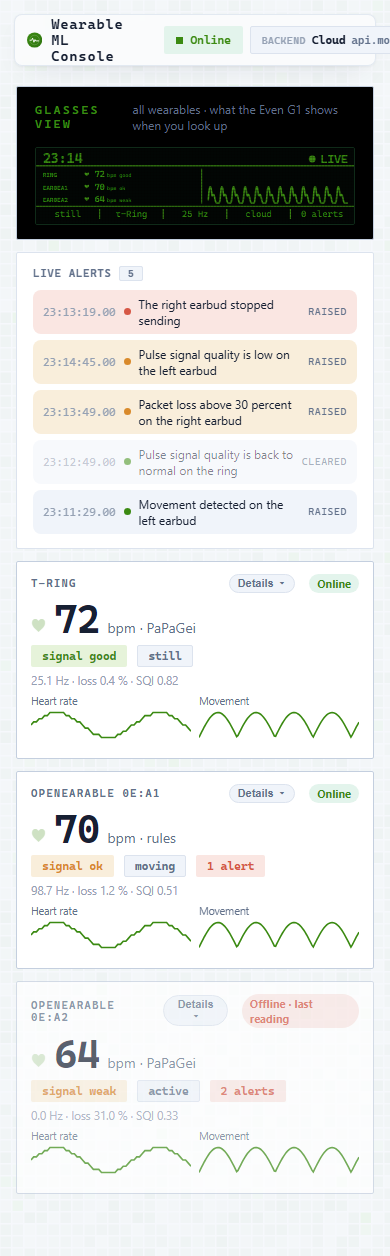 Wearable
ML
Console
Online
BACKEND Cloud api.mo
GLASSES
VIEW
all wearables · what the Even G1 shows
when you look up
23:14
LIVE
RING ♥ 72 bpm good
EAREA1 ♥ 70 bpm ok
EAREA2 ♥ 64 bpm weak
still | τ-Ring | 25 Hz | cloud | 0 alerts
LIVE ALERTS 5
23:13:19.00 The right earbud stopped
sending
RAISED
23:14:45.00 Pulse signal quality is low on
the left earbud
RAISED
23:13:49.00 Packet loss above 30 percent
on the right earbud
RAISED
23:12:49.00 Pulse signal quality is back to
normal on the ring
CLEARED
23:11:29.00 Movement detected on the
left earbud
RAISED
T-RING
Details
Online
72 bpm · PaPaGei
signal good
still
25.1 Hz · loss 0.4 % · SQI 0.82
Heart rate
Movement
OPENEARABLE 0E:A1
Details
Online
70 bpm · rules
signal ok
moving
1 alert
98.7 Hz · loss 1.2 % · SQI 0.51
Heart rate
Movement
OPENEARABLE
0E:A2
Details
Offline · last
reading
64 bpm · PaPaGei
signal weak
active
2 alerts
0.0 Hz · loss 31.0 % · SQI 0.33
Heart rate
Movement